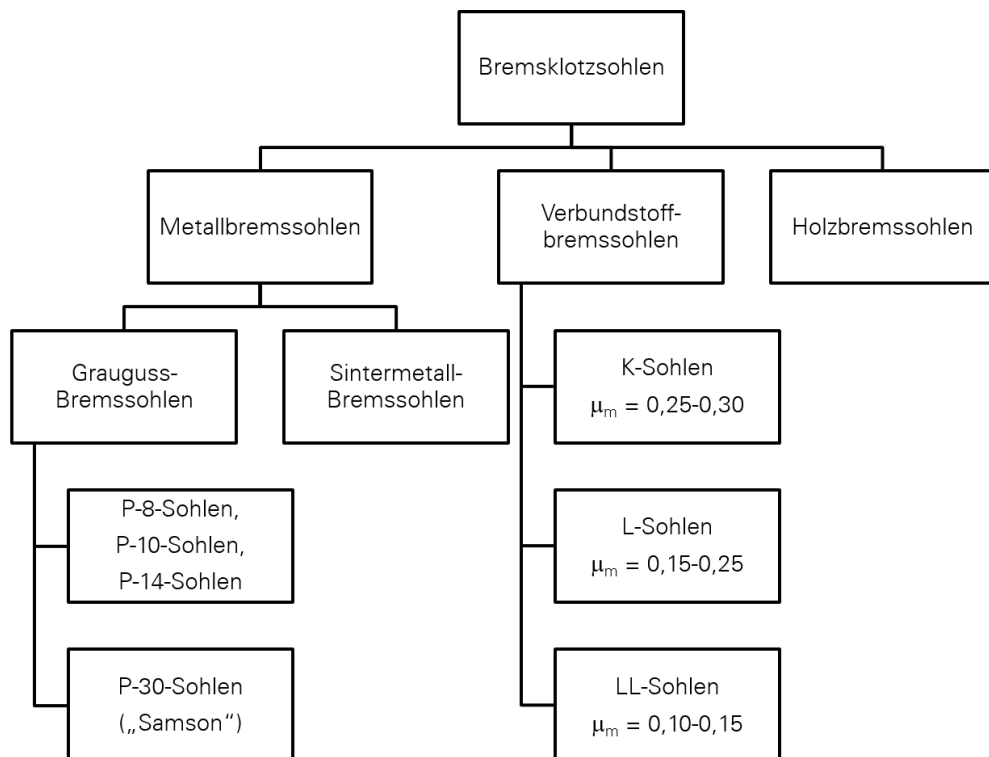 Bremsklotzsohlen
Metallbremssohlen
Verbundstoff-
bremssohlen
Holzbremssohlen
Grauguss-
Bremssohlen
Sintermetall-
Bremssohlen
K-Sohlen
μm = 0,25-0,30
P-8-Sohlen,
P-10-Sohlen,
P-14-Sohlen
L-Sohlen
μm = 0,15-0,25
P-30-Sohlen
(„Samson“)
LL-Sohlen
μm = 0,10-0,15